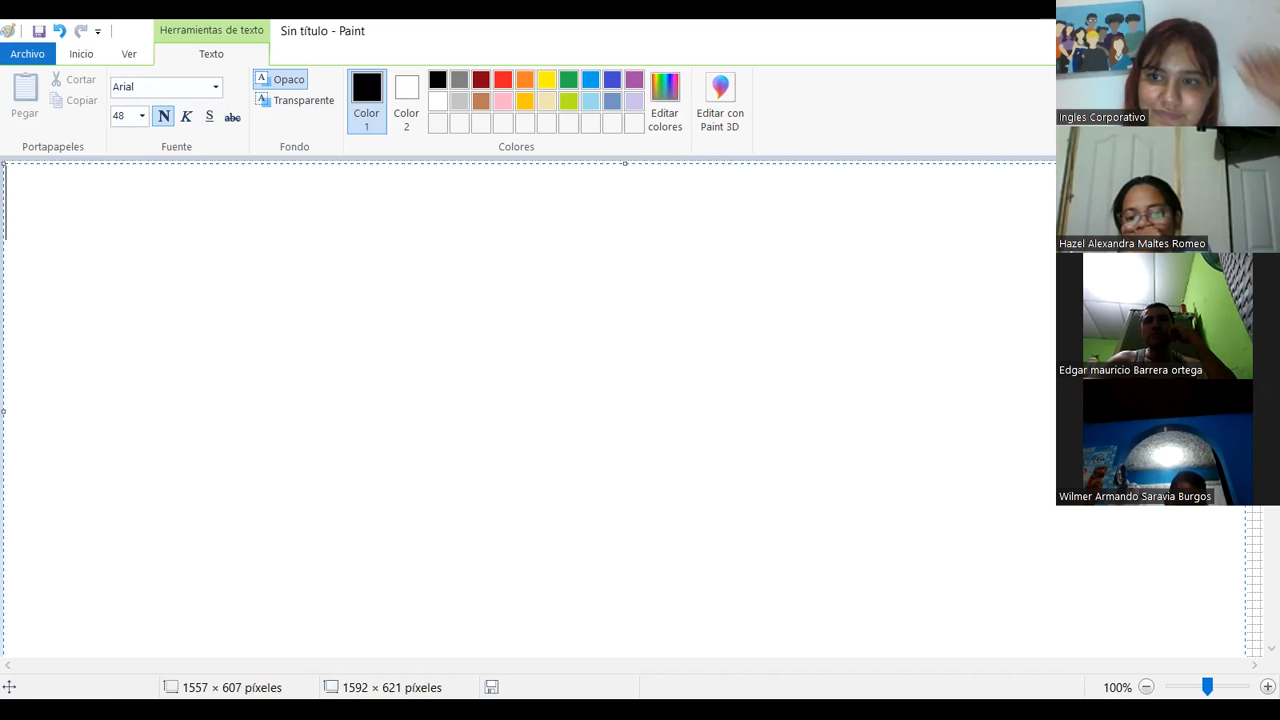 Herramientas de texto
Sin título - Paint
Archivo
Inicio
Ver
Texto
Pegar
Cortar
Copiar
Portapapeles
Arial
48
N K S abc
Fuente
Opaco
Transparente
Fondo
Color 1
Color 2
Editar colores
Colores
Editar con Paint 3D
Ingles Corporativo
Hazel Alexandra Maltes Romeo
Edgar mauricio Barrera ortega
Wilmer Armando Saravia Burgos
1557 × 607 píxeles
1592 × 621 píxeles
100%